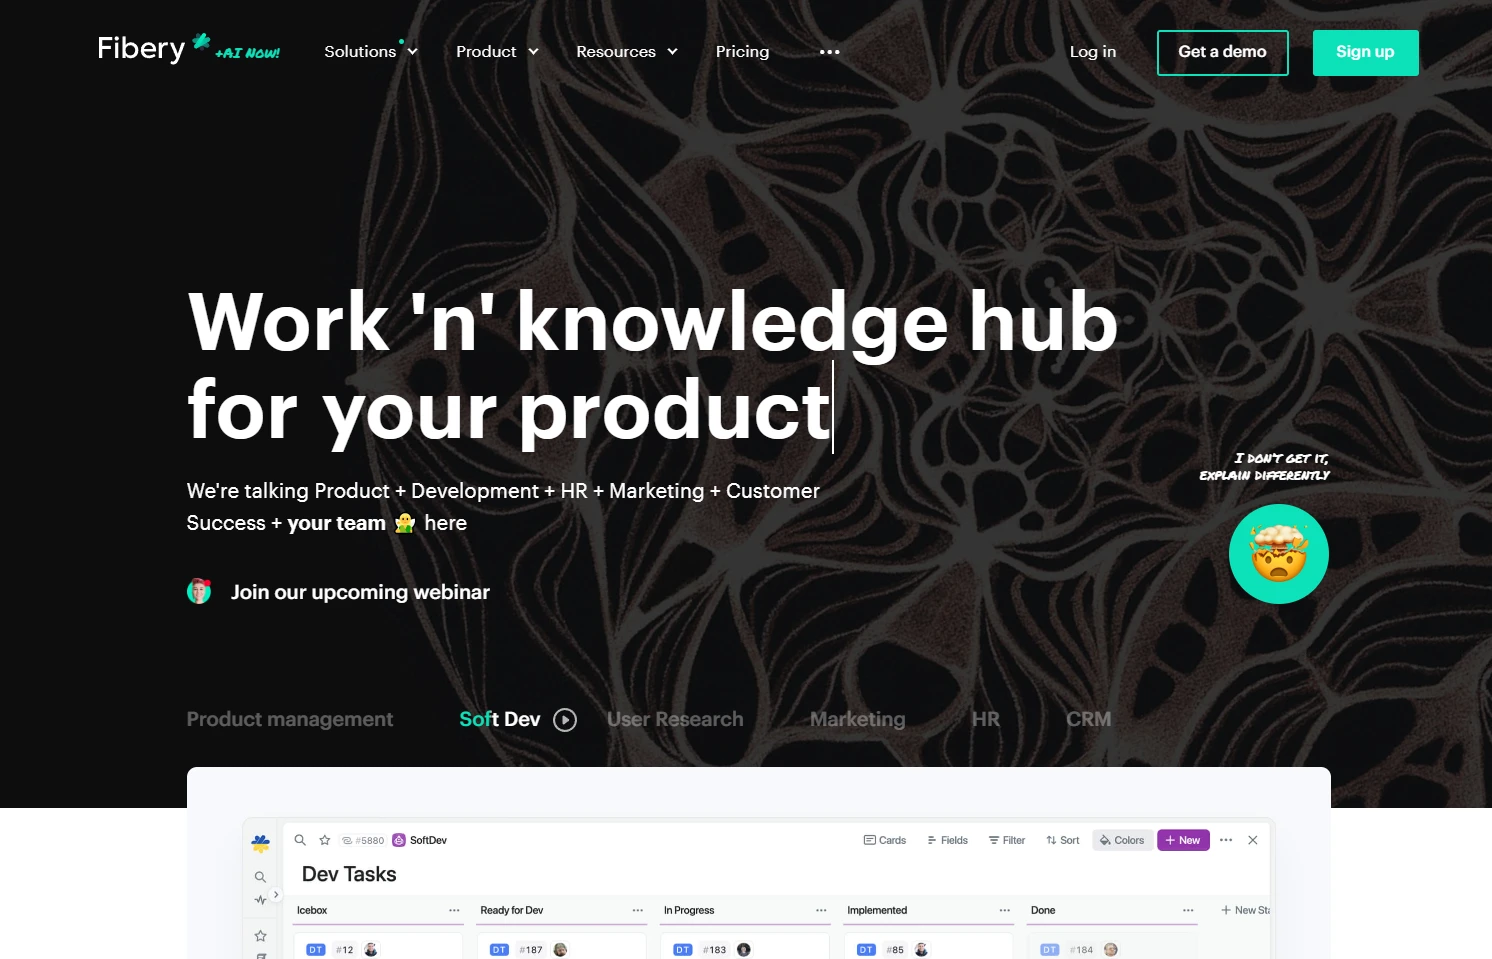 Fibery +AI Now!
Solutions
Product
Resources
Pricing
Log in
Get a demo
Sign up
Work 'n' knowledge hub
for your product
We're talking Product + Development + HR + Marketing + Customer
Success + your team here
I don't get it,
explain differently
Join our upcoming webinar
Product management
Soft Dev
User Research
Marketing
HR
CRM
#5880
SoftDev
Cards
Fields
Filter
Sort
Colors
+ New
Dev Tasks
Icebox
Ready for Dev
In Progress
Implemented
Done
+ New Sta
DT #12
DT #187
DT #183
DT #85
DT #184